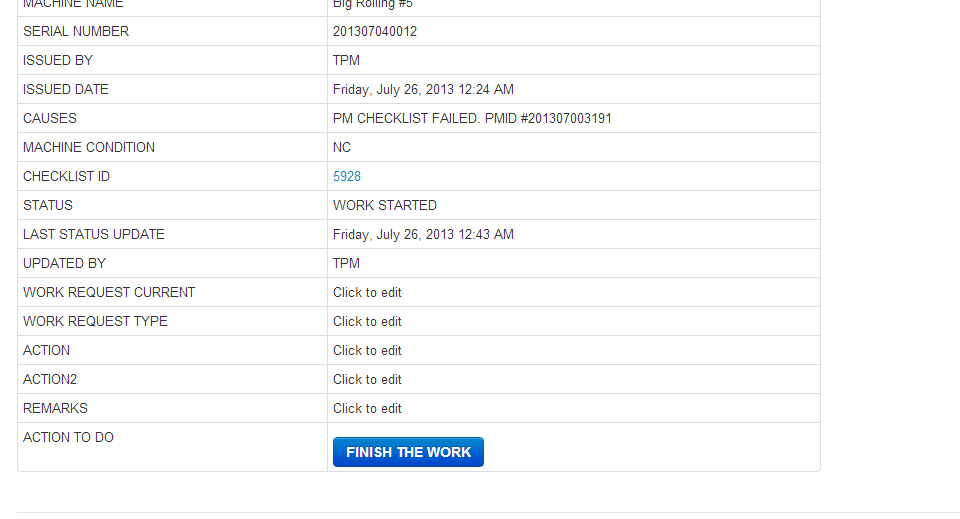 MACHINE NAME Big Rolling #5
SERIAL NUMBER 201307040012
ISSUED BY TPM
ISSUED DATE Friday, July 26, 2013 12:24 AM
CAUSES PM CHECKLIST FAILED. PMID #201307003191
MACHINE CONDITION NC
CHECKLIST ID 5928
STATUS WORK STARTED
LAST STATUS UPDATE Friday, July 26, 2013 12:43 AM
UPDATED BY TPM
WORK REQUEST CURRENT Click to edit
WORK REQUEST TYPE Click to edit
ACTION Click to edit
ACTION2 Click to edit
REMARKS Click to edit
ACTION TO DO
FINISH THE WORK